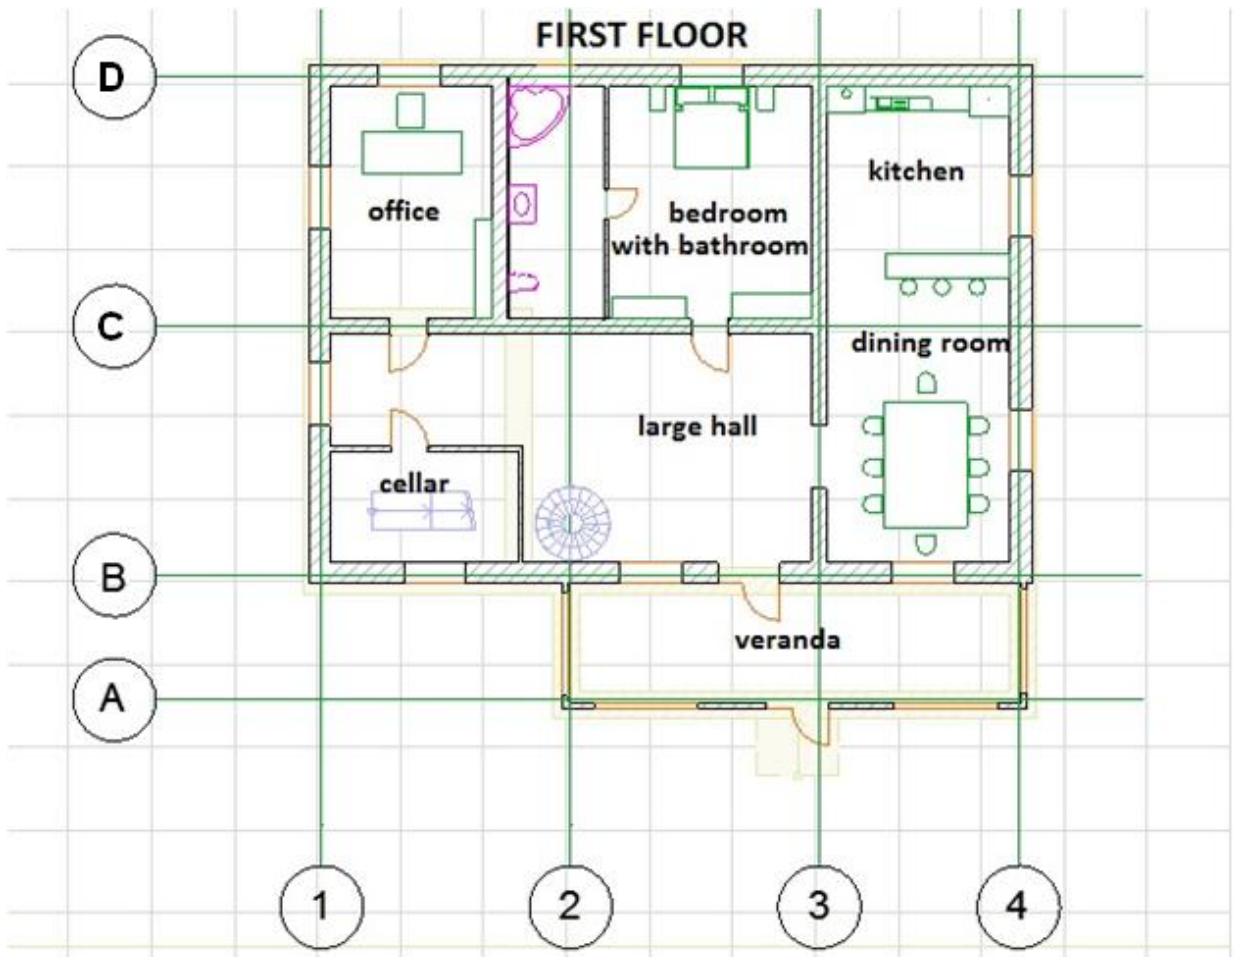 FIRST FLOOR
D
kitchen
office
bedroom
with bathroom
C
dining room
large hall
cellar
B
veranda
A
1
2
3
4